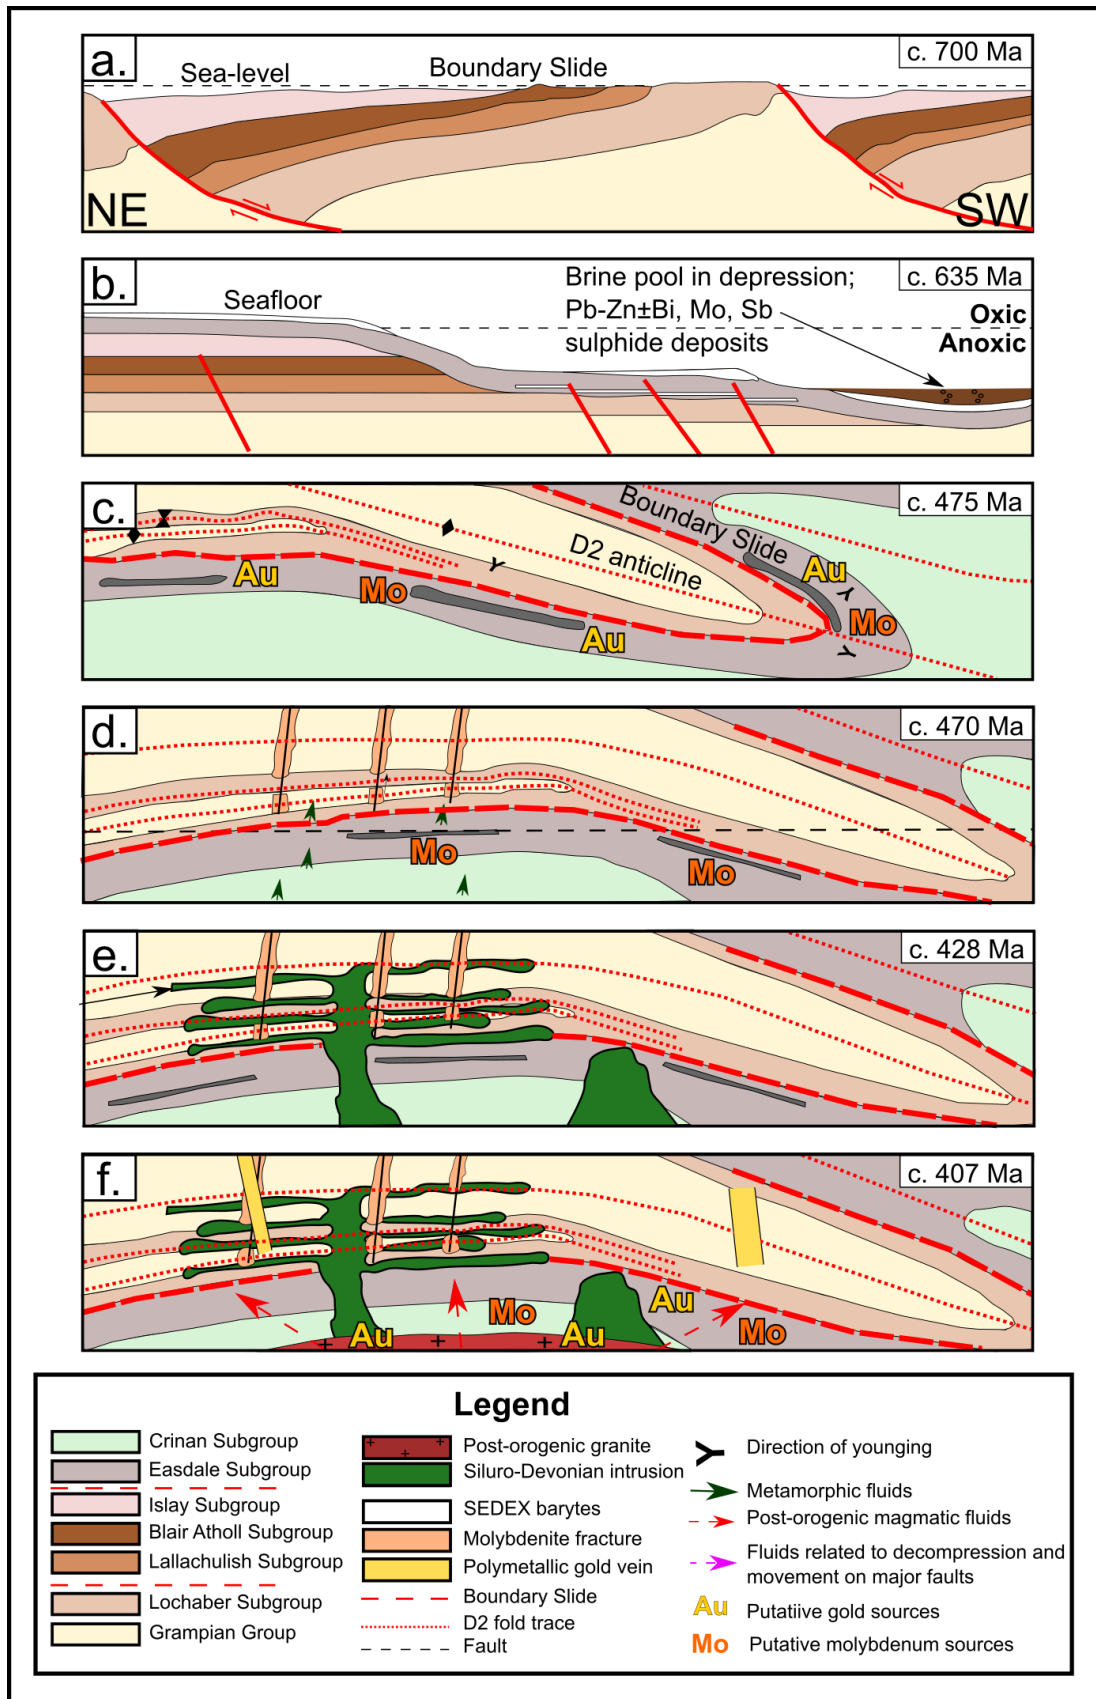 a.
c. 700 Ma
Sea-level
Boundary Slide
NE
SW
b.
c. 635 Ma
Seafloor
Brine pool in depression;
Pb-Zn±Bi, Mo, Sb
sulphide deposits
Oxic
Anoxic
c.
c. 475 Ma
Boundary Slide
D2 anticline
Au
Mo
Au
Au
Mo
d.
c. 470 Ma
Mo
Mo
e.
c. 428 Ma
f.
c. 407 Ma
Au
Mo
Au
Au
Mo
Legend
Crinan Subgroup
Easdale Subgroup
Islay Subgroup
Blair Atholl Subgroup
Lallachulish Subgroup
Lochaber Subgroup
Grampian Group
Post-orogenic granite
Siluro-Devonian intrusion
SEDEX barytes
Molybdenite fracture
Polymetallic gold vein
Boundary Slide
D2 fold trace
Fault
Direction of younging
Metamorphic fluids
Post-orogenic magmatic fluids
Fluids related to decompression and
movement on major faults
Au Putatiive gold sources
Mo Putative molybdenum sources